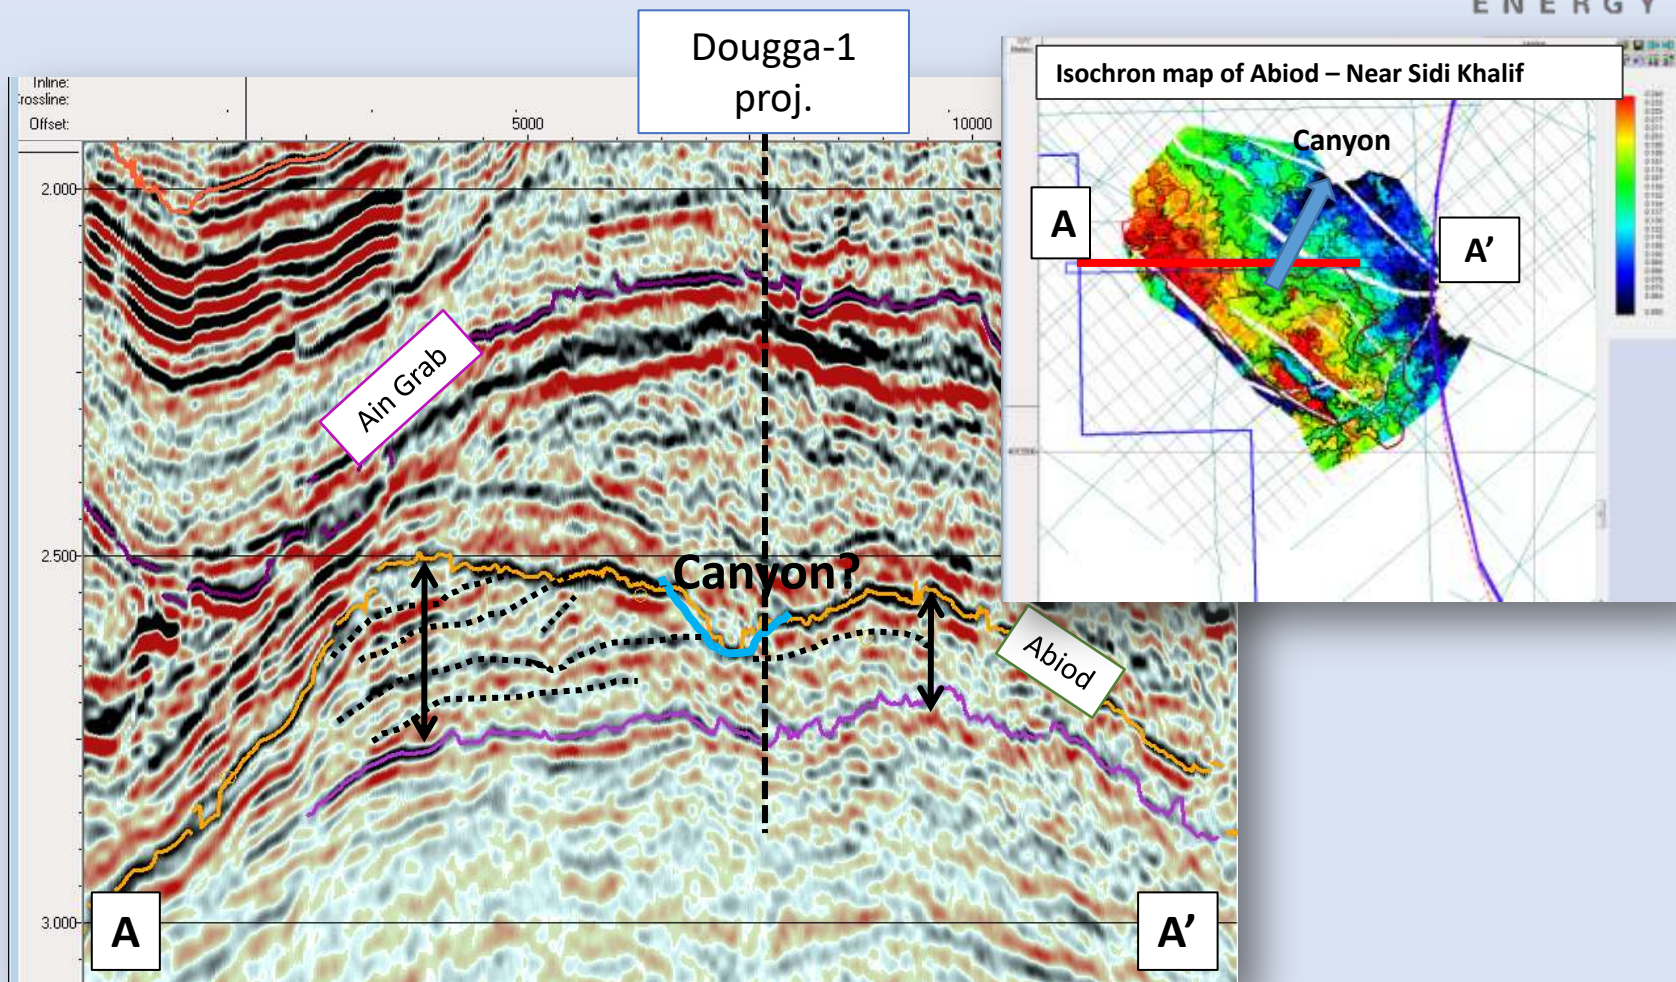 ENERGY
Dougga-1
proj.
Isochron map of Abiod – Near Sidi Khalif
Canyon
A
A’
Inline:
Crossline:
Offset:
5000
10000
2.000
2.500
3.000
Ain Grab
Canyon?
Abiod
A
A’